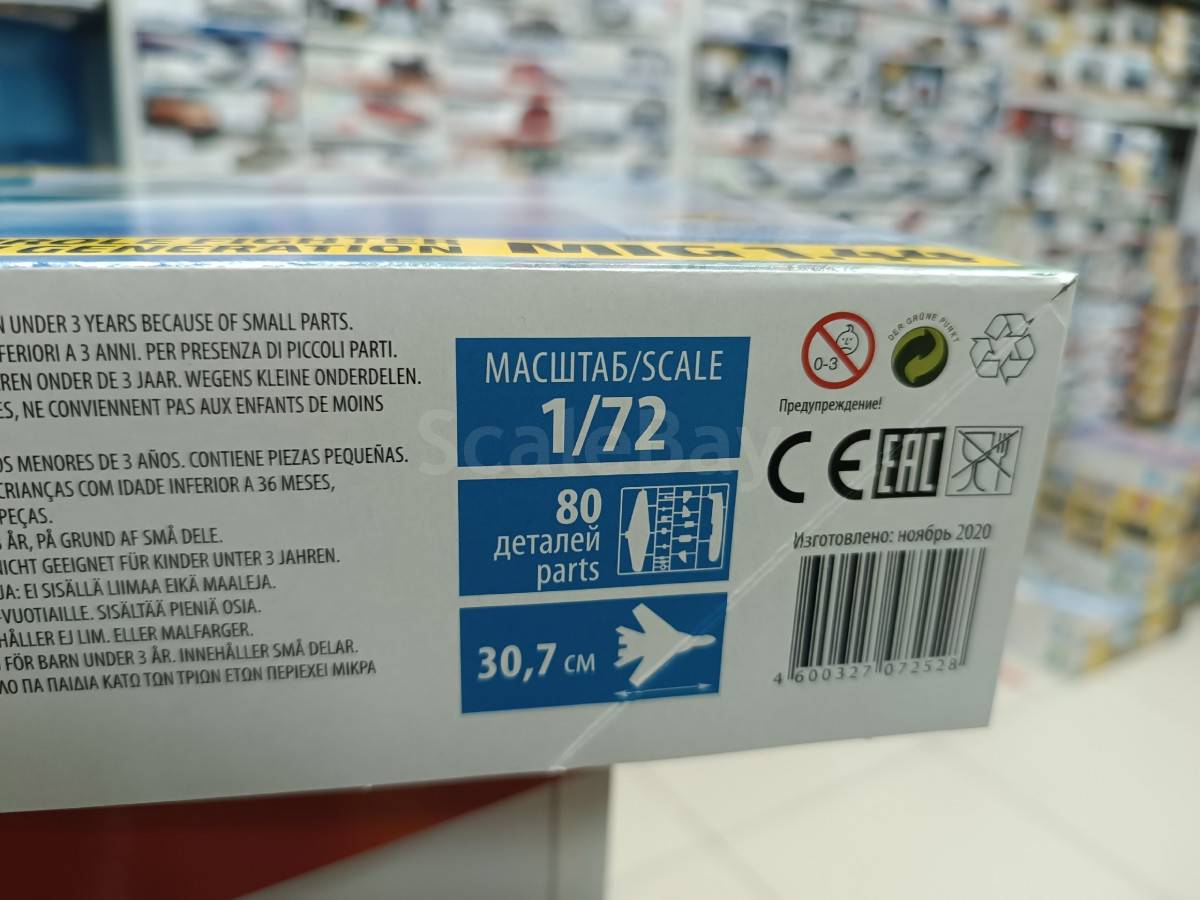 GENERATION MIG 1.44
N UNDER 3 YEARS BECAUSE OF SMALL PARTS.
FERIORI A 3 ANNI. PER PRESENZA DI PICCOLI PARTI.
REN ONDER DE 3 JAAR. WEGENS KLEINE ONDERDELEN.
ES, NE CONVIENNENT PAS AUX ENFANTS DE MOINS
OS MENORES DE 3 AÑOS. CONTIENE PIEZAS PEQUEÑAS.
CRIANÇAS COM IDADE INFERIOR A 36 MESES,
PEÇAS.
ÅR, PÅ GRUND AF SMÅ DELE.
NICHT GEEIGNET FÜR KINDER UNTER 3 JAHREN.
JA: EI SISÄLLÄ LIIMAA EIKÄ MAALEJA.
-VUOTIAILLE. SISÄLTÄÄ PIENIÄ OSIA.
HÅLLER EJ LIM. ELLER MALFARGER.
FÖR BARN UNDER 3 ÅR. INNEHÅLLER SMÅ DELAR.
ΛΟ ΓΙΑ ΠΑΙΔΙΑ ΚΑΤΩ ΤΩΝ ΤΡΙΩΝ ΕΤΩΝ ΠΕΡΙΕΧΕΙ ΜΙΚΡΑ
МАСШТАБ/SCALE
1/72
80
деталей
parts
30,7 см
0-3
DER GRÜNE PUNKT
Предупреждение!
CE EAC
Изготовлено: ноябрь 2020
4 600327 072528
ScaleBay